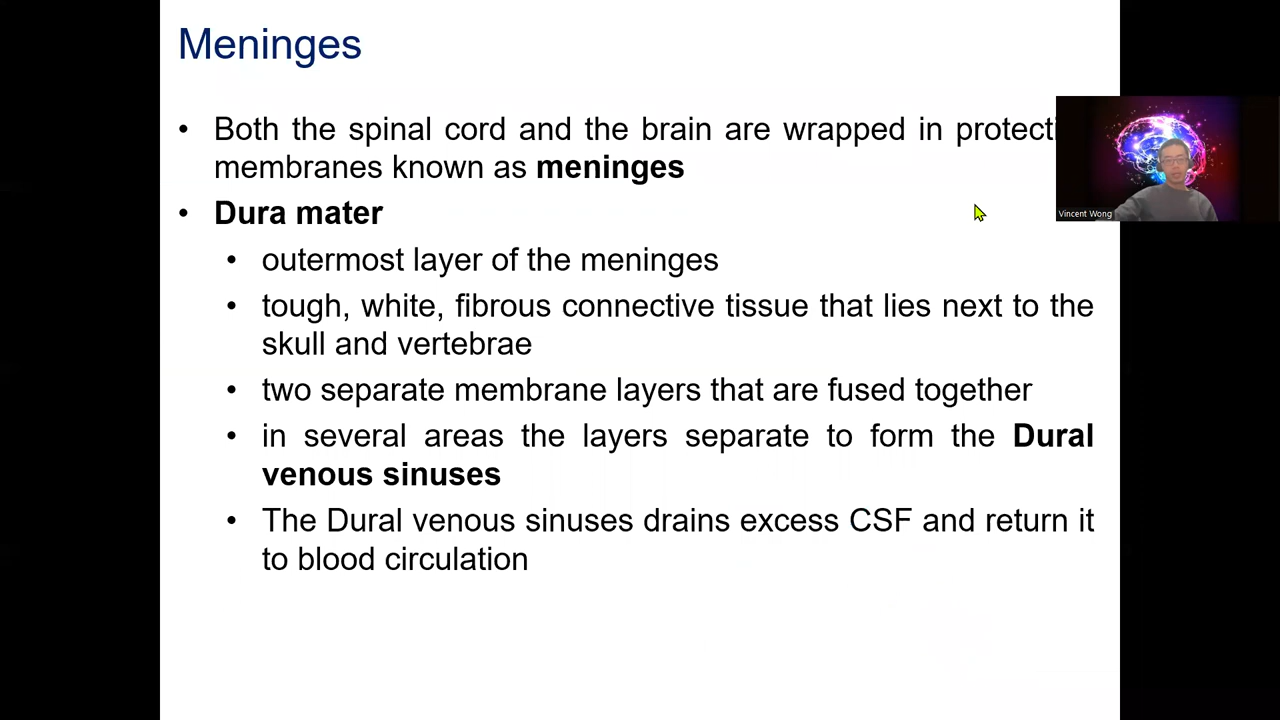 Meninges
• Both the spinal cord and the brain are wrapped in protecti
membranes known as meninges
• Dura mater
• outermost layer of the meninges
• tough, white, fibrous connective tissue that lies next to the
skull and vertebrae
• two separate membrane layers that are fused together
• in several areas the layers separate to form the Dural
venous sinuses
• The Dural venous sinuses drains excess CSF and return it
to blood circulation
Vincent Wong